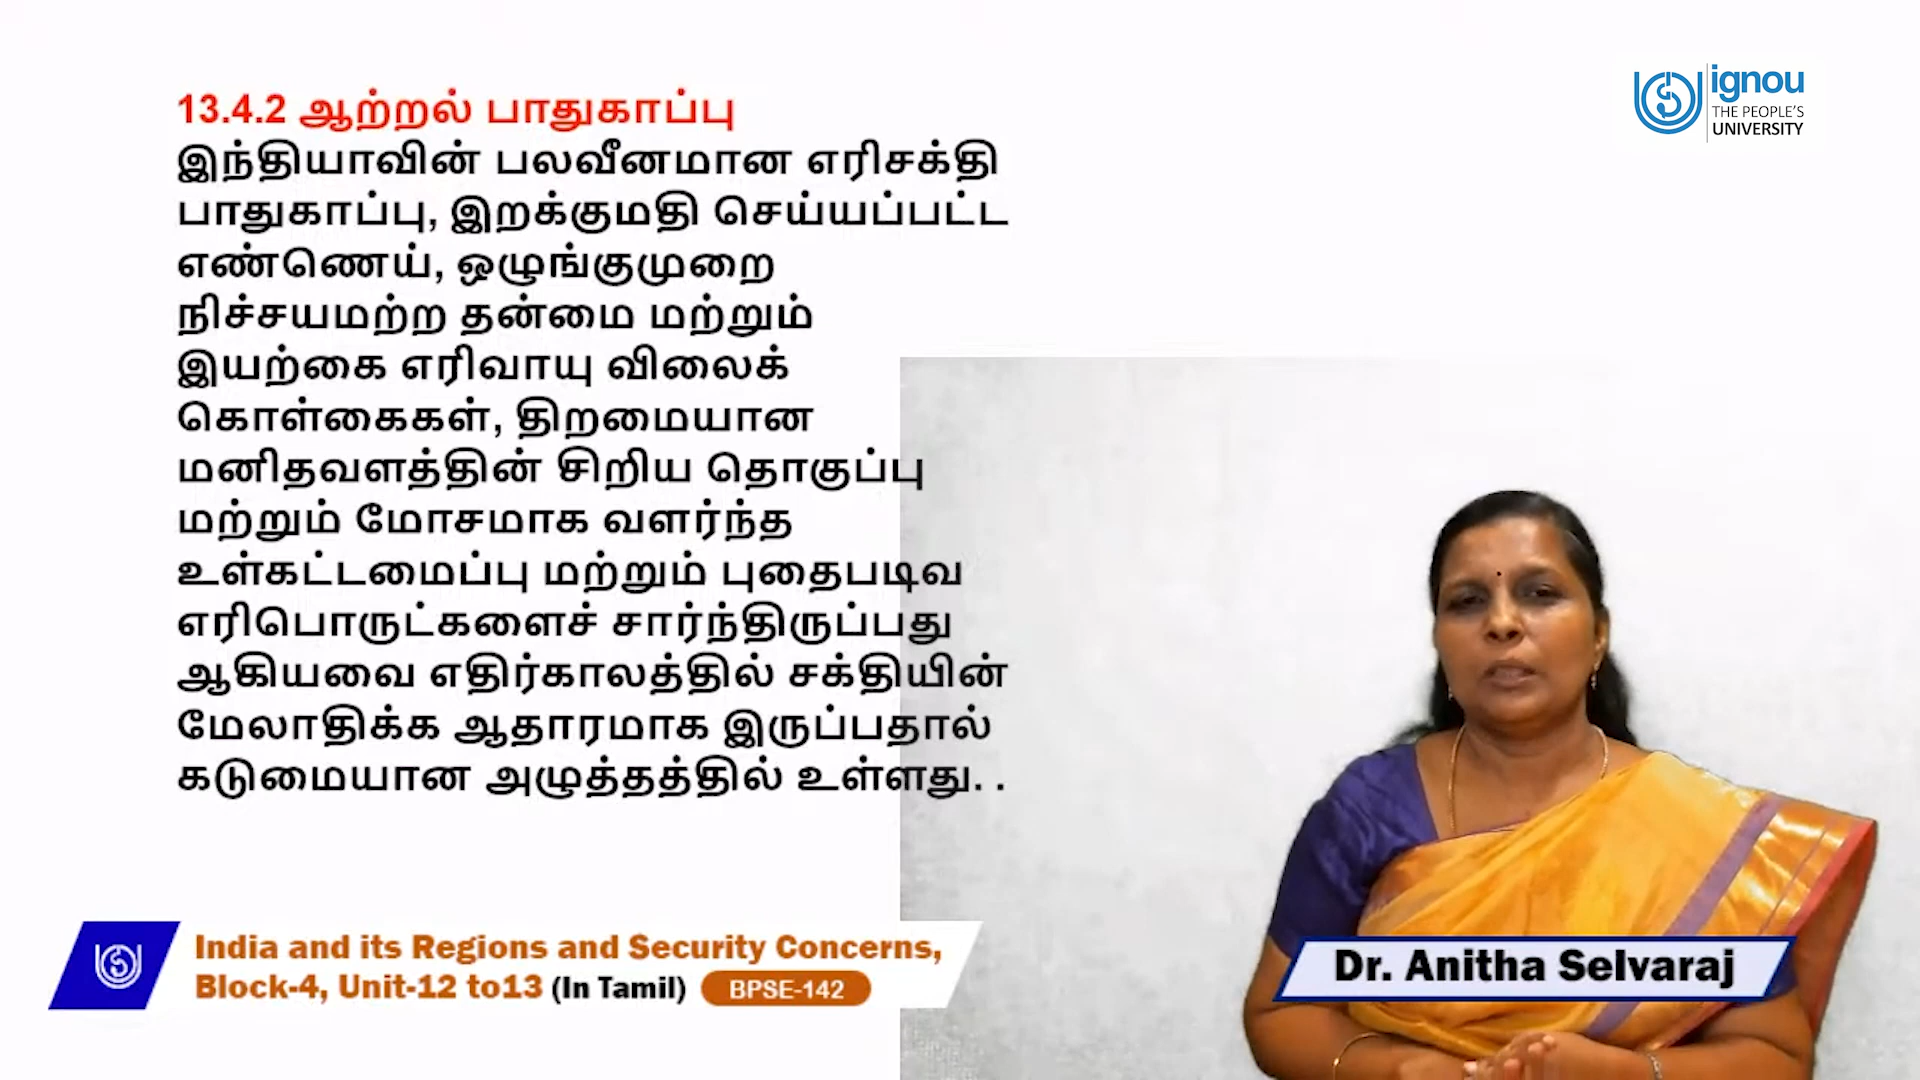 ignou
THE PEOPLE'S
UNIVERSITY
13.4.2 ஆற்றல் பாதுகாப்பு
இந்தியாவின் பலவீனமான எரிசக்தி
பாதுகாப்பு, இறக்குமதி செய்யப்பட்ட
எண்ணெய், ஒழுங்குமுறை
நிச்சயமற்ற தன்மை மற்றும்
இயற்கை எரிவாயு விலைக்
கொள்கைகள், திறமையான
மனிதவளத்தின் சிறிய தொகுப்பு
மற்றும் மோசமாக வளர்ந்த
உள்கட்டமைப்பு மற்றும் புதைபடிவ
எரிபொருட்களைச் சார்ந்திருப்பது
ஆகியவை எதிர்காலத்தில் சக்தியின்
மேலாதிக்க ஆதாரமாக இருப்பதால்
கடுமையான அழுத்தத்தில் உள்ளது. .
India and its Regions and Security Concerns,
Block-4, Unit-12 to13 (In Tamil) BPSE-142
Dr. Anitha Selvaraj